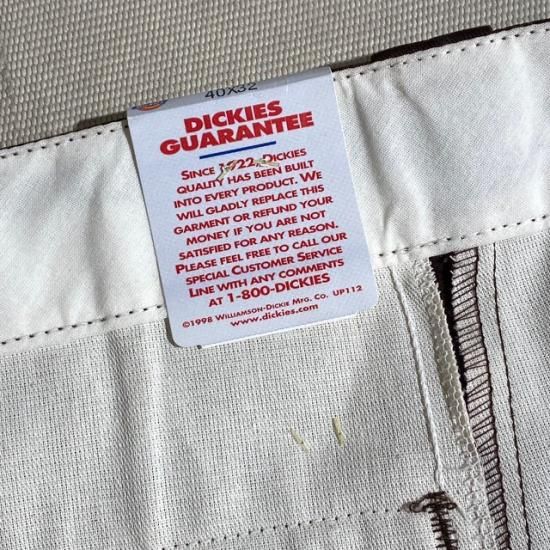 40X32
DICKIES
GUARANTEE
SINCE 1922, DICKIES
QUALITY HAS BEEN BUILT
INTO EVERY PRODUCT. WE
WILL GLADLY REPLACE THIS
GARMENT OR REFUND YOUR
MONEY IF YOU ARE NOT
SATISFIED FOR ANY REASON.
PLEASE FEEL FREE TO CALL OUR
SPECIAL CUSTOMER SERVICE
LINE WITH ANY COMMENTS
AT 1-800-DICKIES
©1998 WILLIAMSON-DICKIE MFG. CO. UP112
www.dickies.com